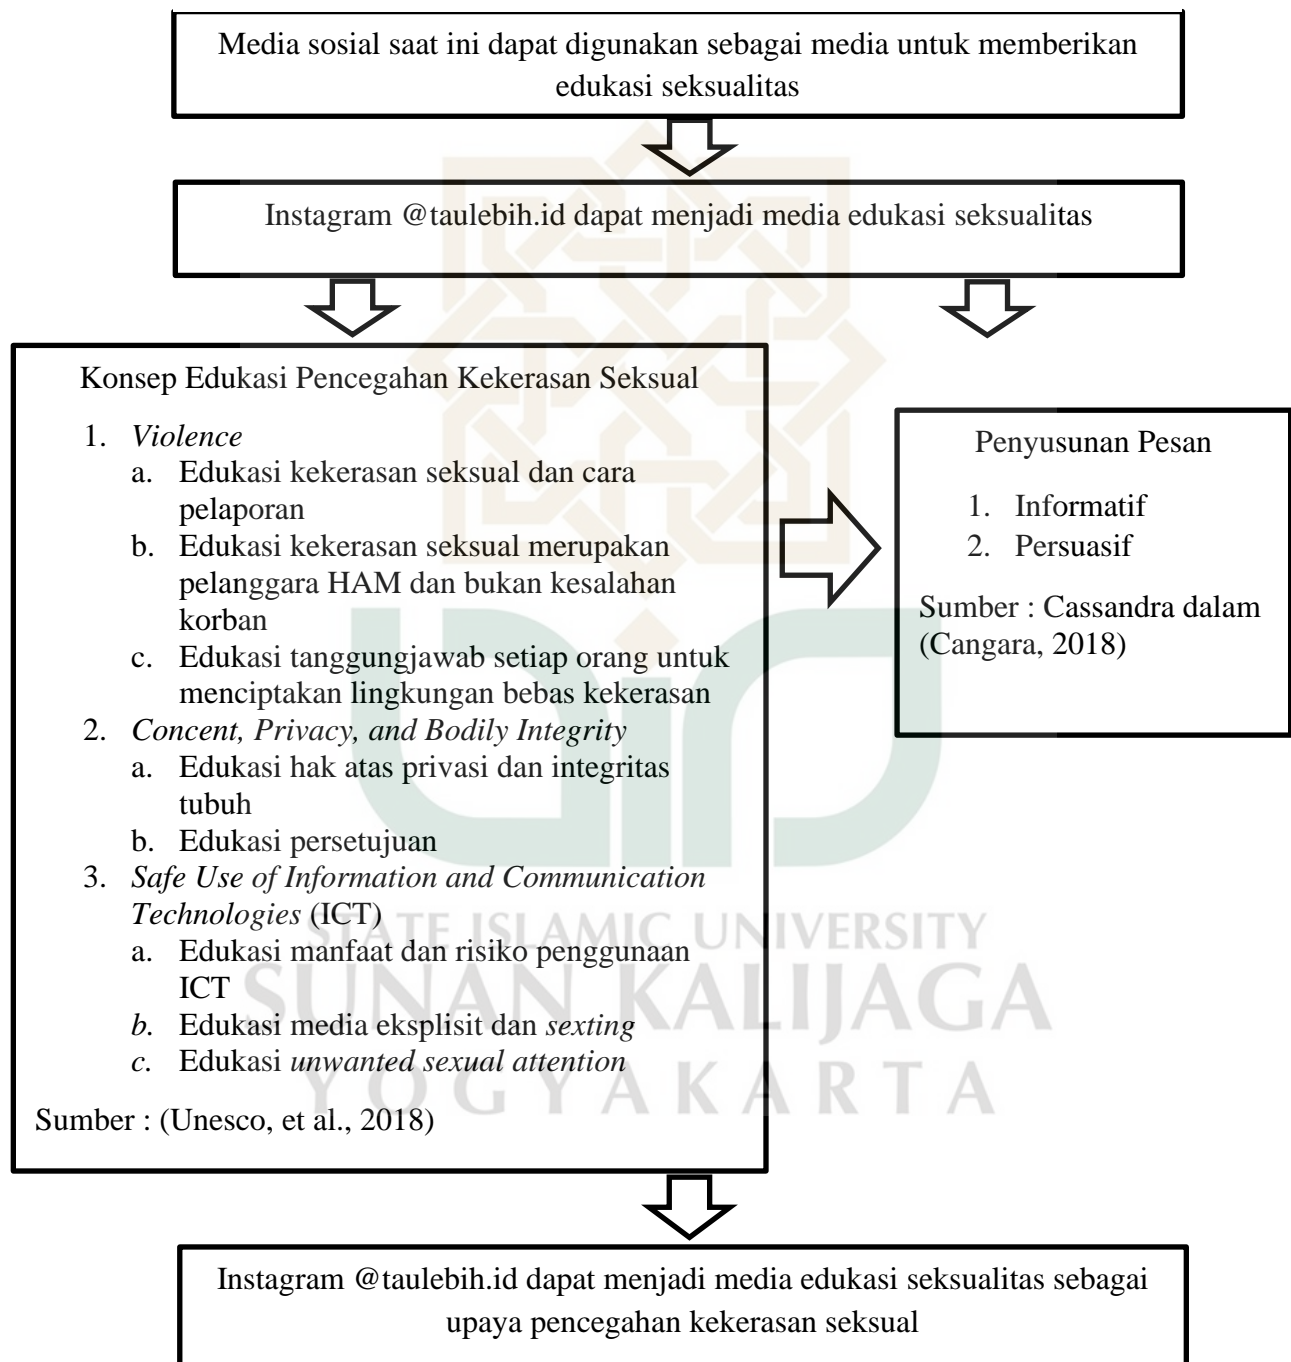 Media sosial saat ini dapat digunakan sebagai media untuk memberikan
edukasi seksualitas
Instagram @taulebih.id dapat menjadi media edukasi seksualitas
Konsep Edukasi Pencegahan Kekerasan Seksual
1. Violence
a. Edukasi kekerasan seksual dan cara
pelaporan
b. Edukasi kekerasan seksual merupakan
pelanggara HAM dan bukan kesalahan
korban
c. Edukasi tanggungjawab setiap orang untuk
menciptakan lingkungan bebas kekerasan
2. Concent, Privacy, and Bodily Integrity
a. Edukasi hak atas privasi dan integritas
tubuh
b. Edukasi persetujuan
3. Safe Use of Information and Communication
Technologies (ICT)
a. Edukasi manfaat dan risiko penggunaan
ICT
b. Edukasi media eksplisit dan sexting
c. Edukasi unwanted sexual attention
Sumber : (Unesco, et al., 2018)
Penyusunan Pesan
1. Informatif
2. Persuasif
Sumber : Cassandra dalam
(Cangara, 2018)
STATE ISLAMIC UNIVERSITY
SUNAN KALIJAGA
YOGYAKARTA
Instagram @taulebih.id dapat menjadi media edukasi seksualitas sebagai
upaya pencegahan kekerasan seksual